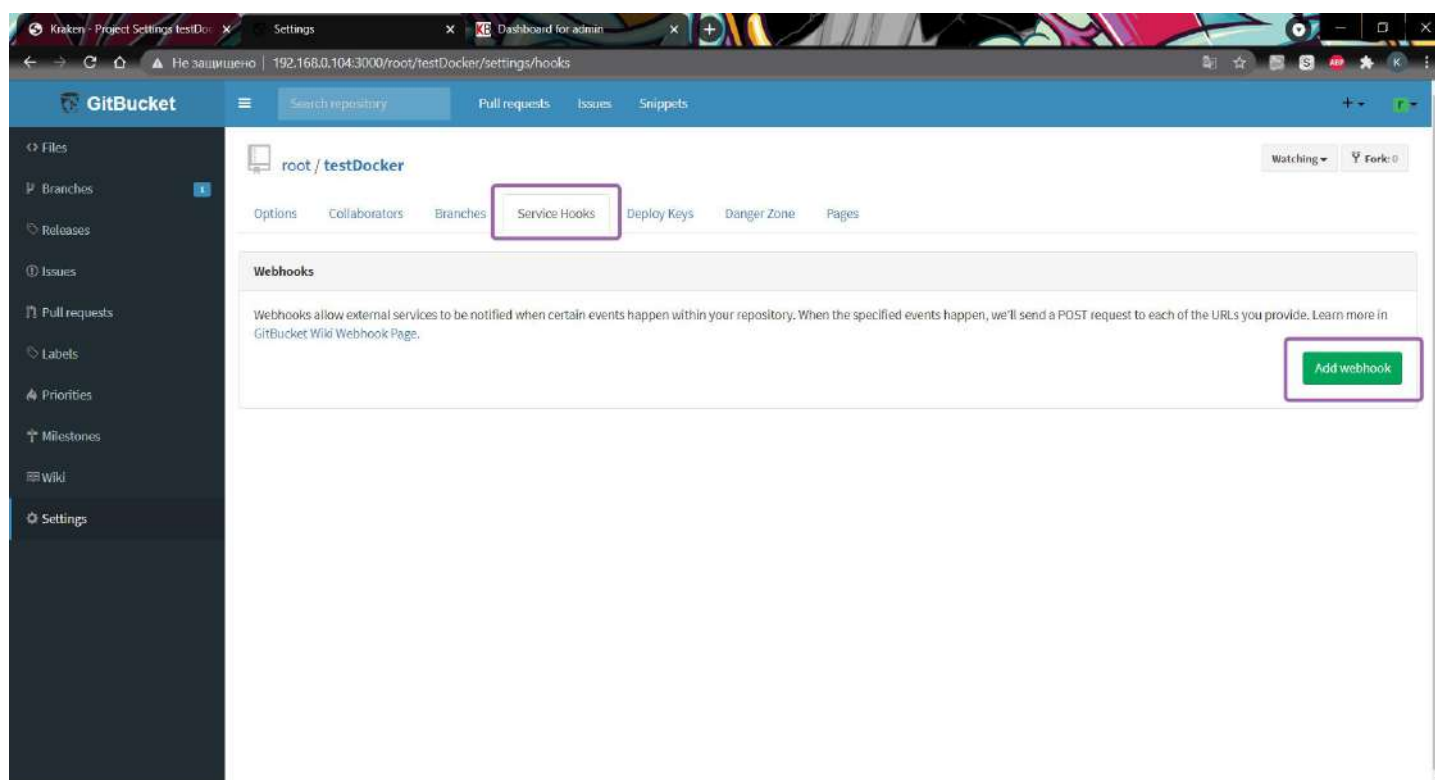 Kraken - Project Settings testDoc
Settings
KB Dashboard for admin
Не защищено | 192.168.0.104:3000/root/testDocker/settings/hooks
S
ABP
K
GitBucket
Search repository
Pull requests
Issues
Snippets
r
Files
Branches 1
Releases
Issues
Pull requests
Labels
Priorities
Milestones
Wiki
Settings
root / testDocker
Watching
Fork: 0
Options
Collaborators
Branches
Service Hooks
Deploy Keys
Danger Zone
Pages
Webhooks
Webhooks allow external services to be notified when certain events happen within your repository. When the specified events happen, we'll send a POST request to each of the URLs you provide. Learn more in
GitBucket Wiki Webhook Page.
Add webhook